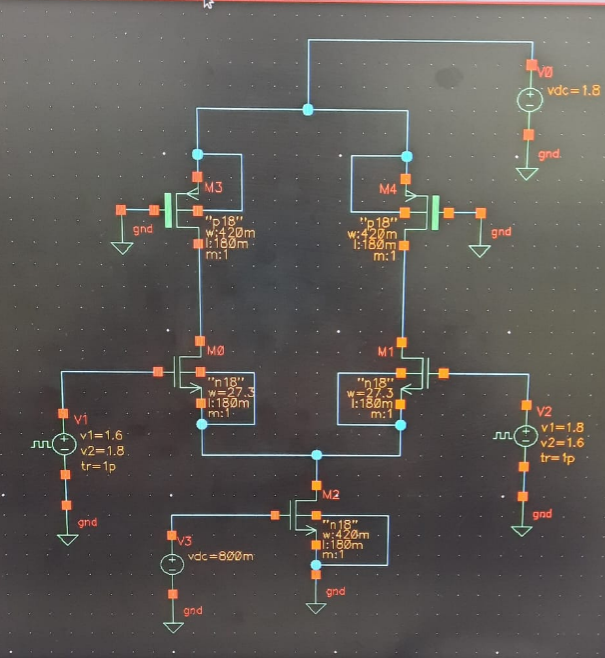 V0
vdc=1.8
gnd
M3
gnd
"p18"
w:420m
l:180m
m:1
M4
gnd
"p18"
w:420m
l:180m
m:1
M0
"n18"
w=27.3
l:180m
m:1
M1
"n18"
w=27.3
l:180m
m:1
V1
v1=1.6
v2=1.8
tr=1p
gnd
V2
v1=1.8
v2=1.6
tr=1p
gnd
M2
"n18"
w:420m
l:180m
m:1
gnd
V3
vdc=800m
gnd